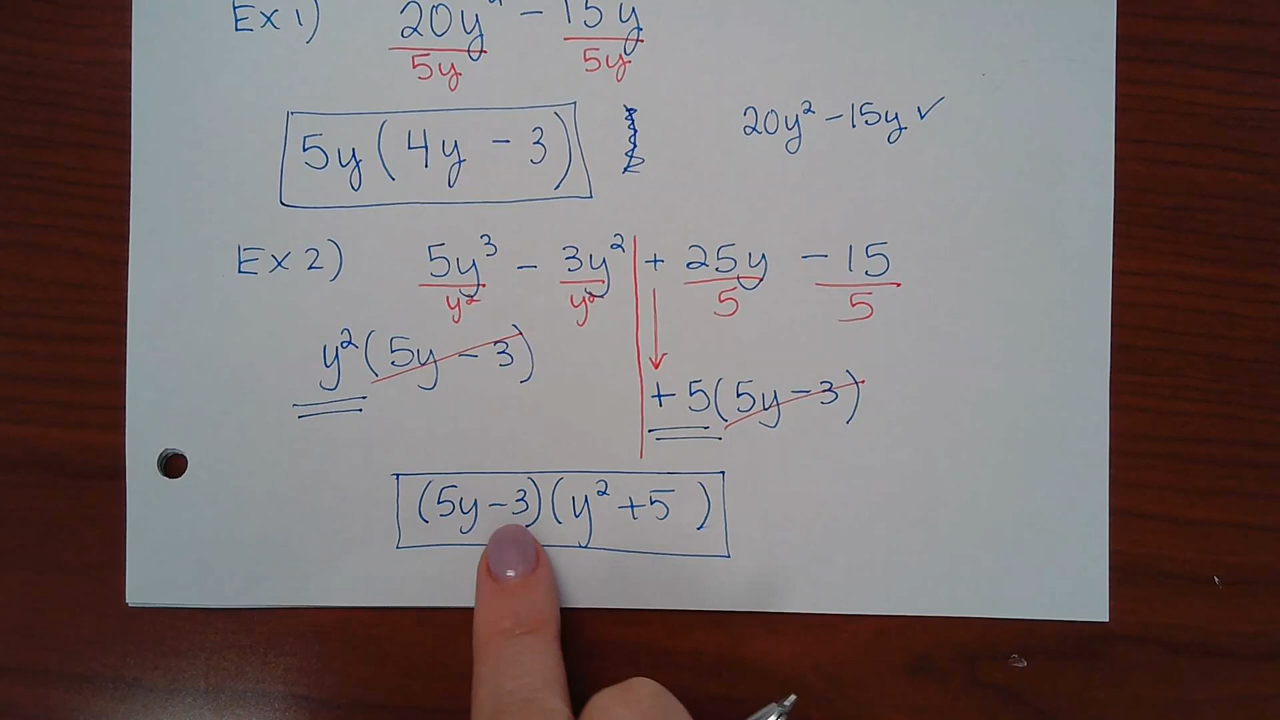 Ex 1) 20y² - 15y
5y 5y
5y(4y - 3) 20y² - 15y ✓
Ex 2) 5y³ - 3y² + 25y - 15
y² y² 5 5
y²(5y - 3)
+ 5(5y - 3)
(5y - 3)(y² + 5)